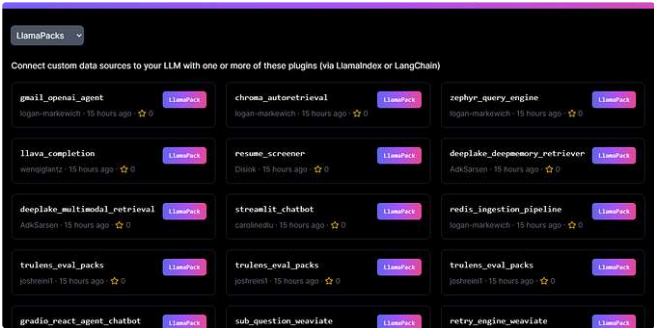 LlamaPacks
Connect custom data sources to your LLM with one or more of these plugins (via LlamaIndex or LangChain)
gmail_openai_agent
LlamaPack
logan-markewich · 15 hours ago · ☆ 0
chroma_autoretrieval
LlamaPack
logan-markewich · 15 hours ago · ☆ 0
zephyr_query_engine
LlamaPack
logan-markewich · 15 hours ago · ☆ 0
llava_completion
LlamaPack
wenqiglantz · 15 hours ago · ☆ 0
resume_screener
LlamaPack
Disiok · 15 hours ago · ☆ 0
deeplake_deepmemory_retriever
LlamaPack
AdkSarsen · 15 hours ago · ☆ 0
deeplake_multimodal_retrieval
LlamaPack
AdkSarsen · 15 hours ago · ☆ 0
streamlit_chatbot
LlamaPack
carolinedlu · 15 hours ago · ☆ 0
redis_ingestion_pipeline
LlamaPack
logan-markewich · 15 hours ago · ☆ 0
trulens_eval_packs
LlamaPack
joshreini1 · 15 hours ago · ☆ 0
trulens_eval_packs
LlamaPack
joshreini1 · 15 hours ago · ☆ 0
trulens_eval_packs
LlamaPack
joshreini1 · 15 hours ago · ☆ 0
gradio_react_agent_chatbot
LlamaPack
sub_question_weaviate
LlamaPack
retry_engine_weaviate
LlamaPack